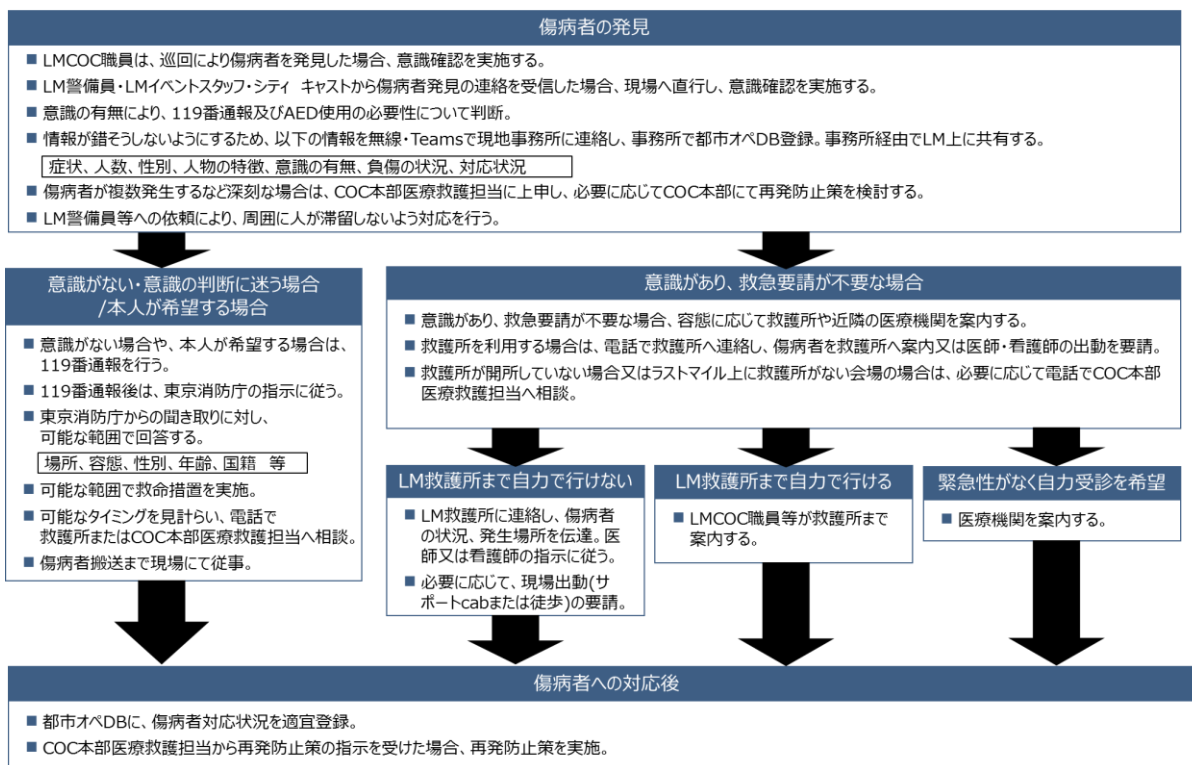 傷病者の発見
■ LMCOC職員は、巡回により傷病者を発見した場合、意識確認を実施する。
■ LM警備員・LMイベントスタッフ・シティ キャストから傷病者発見の連絡を受信した場合、現場へ直行し、意識確認を実施する。
■ 意識の有無により、119番通報及びAED使用の必要性について判断。
■ 情報が錯そうしないようにするため、以下の情報を無線・Teamsで現地事務所に連絡し、事務所で都市オペDB登録。事務所経由でLM上に共有する。
症状、人数、性別、人物の特徴、意識の有無、負傷の状況、対応状況
■ 傷病者が複数発生するなど深刻な場合は、COC本部医療救護担当に上申し、必要に応じてCOC本部にて再発防止策を検討する。
■ LM警備員等への依頼により、周囲に人が滞留しないよう対応を行う。
意識がない・意識の判断に迷う場合
/本人が希望する場合
■ 意識がない場合や、本人が希望する場合は、
119番通報を行う。
■ 119番通報後は、東京消防庁の指示に従う。
■ 東京消防庁からの聞き取りに対し、
可能な範囲で回答する。
場所、容態、性別、年齢、国籍 等
■ 可能な範囲で救命措置を実施。
■ 可能なタイミングを見計らい、電話で
救護所またはCOC本部医療救護担当へ相談。
■ 傷病者搬送まで現場にて従事。
意識があり、救急要請が不要な場合
■ 意識があり、救急要請が不要な場合、容態に応じて救護所や近隣の医療機関を案内する。
■ 救護所を利用する場合は、電話で救護所へ連絡し、傷病者を救護所へ案内又は医師・看護師の出動を要請。
■ 救護所が開所していない場合又はラストマイル上に救護所がない会場の場合は、必要に応じて電話でCOC本部
医療救護担当へ相談。
LM救護所まで自力で行けない
■ LM救護所に連絡し、傷病者
の状況、発生場所を伝達。医
師又は看護師の指示に従う。
■ 必要に応じて、現場出動(サ
ポートcabまたは徒歩)の要請。
LM救護所まで自力で行ける
■ LMCOC職員等が救護所まで
案内する。
緊急性がなく自力受診を希望
■ 医療機関を案内する。
傷病者への対応後
■ 都市オペDBに、傷病者対応状況を適宜登録。
■ COC本部医療救護担当から再発防止策の指示を受けた場合、再発防止策を実施。